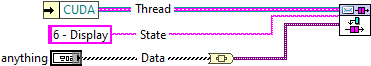 CUDA Thread
6 - Display State
anything Data